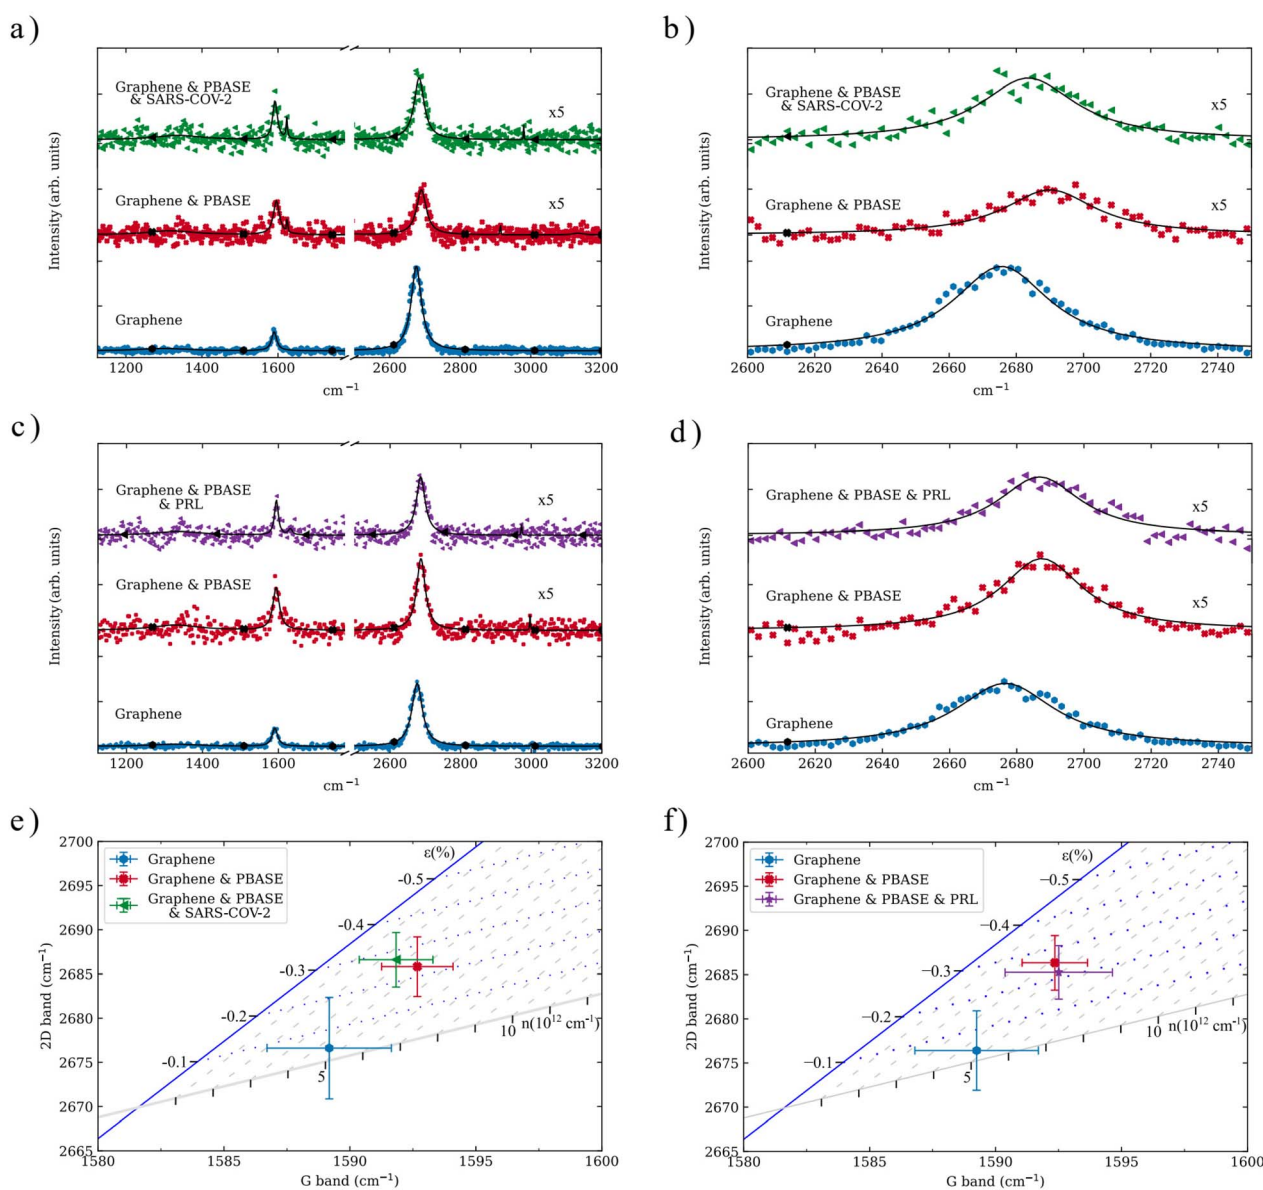 a)
Graphene & PBASE
& SARS-COV-2
x5
Graphene & PBASE
x5
Graphene
Intensity (arb. units)
1200 1400 1600 2600 2800 3000 3200
cm⁻¹
b)
Graphene & PBASE
& SARS-COV-2
x5
Graphene & PBASE
x5
Graphene
Intensity (arb. units)
2600 2620 2640 2660 2680 2700 2720 2740
cm⁻¹
c)
Graphene & PBASE
& PRL
x5
Graphene & PBASE
x5
Graphene
Intensity (arb. units)
1200 1400 1600 2600 2800 3000 3200
cm⁻¹
d)
Graphene & PBASE & PRL
x5
Graphene & PBASE
x5
Graphene
Intensity (arb. units)
2600 2620 2640 2660 2680 2700 2720 2740
cm⁻¹
e)
Graphene
Graphene & PBASE
Graphene & PBASE
& SARS-COV-2
ε(%)
-0.5
-0.4
-0.3
-0.2
-0.1
5
10 n(10¹² cm⁻¹)
2D band (cm⁻¹)
2700
2695
2690
2685
2680
2675
2670
2665
1580 1585 1590 1595 1600
G band (cm⁻¹)
f)
Graphene
Graphene & PBASE
Graphene & PBASE & PRL
ε(%)
−0.5
−0.4
−0.3
−0.2
−0.1
5
10 n(10¹² cm⁻¹)
2D band (cm⁻¹)
2700
2695
2690
2685
2680
2675
2670
2665
1580 1585 1590 1595 1600
G band (cm⁻¹)